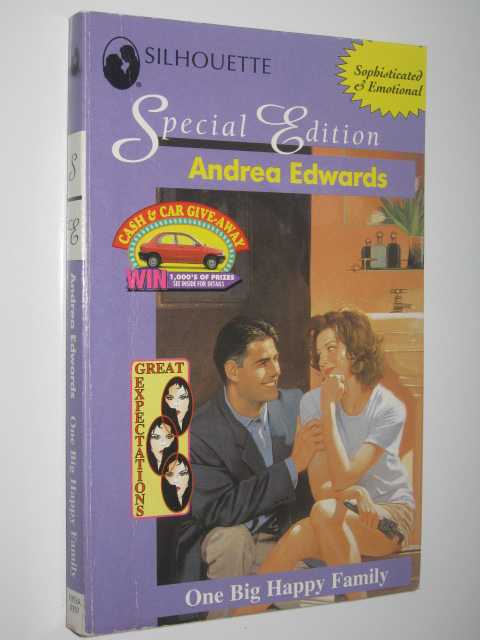 SILHOUETTE
Sophisticated
& Emotional
Special Edition
Andrea Edwards
CASH & CAR GIVE-AWAY
WIN 1,000'S OF PRIZES
SEE INSIDE FOR DETAILS
GREAT
EXPECTATIONS
One Big Happy Family
S
E
Andrea Edwards One Big Happy Family